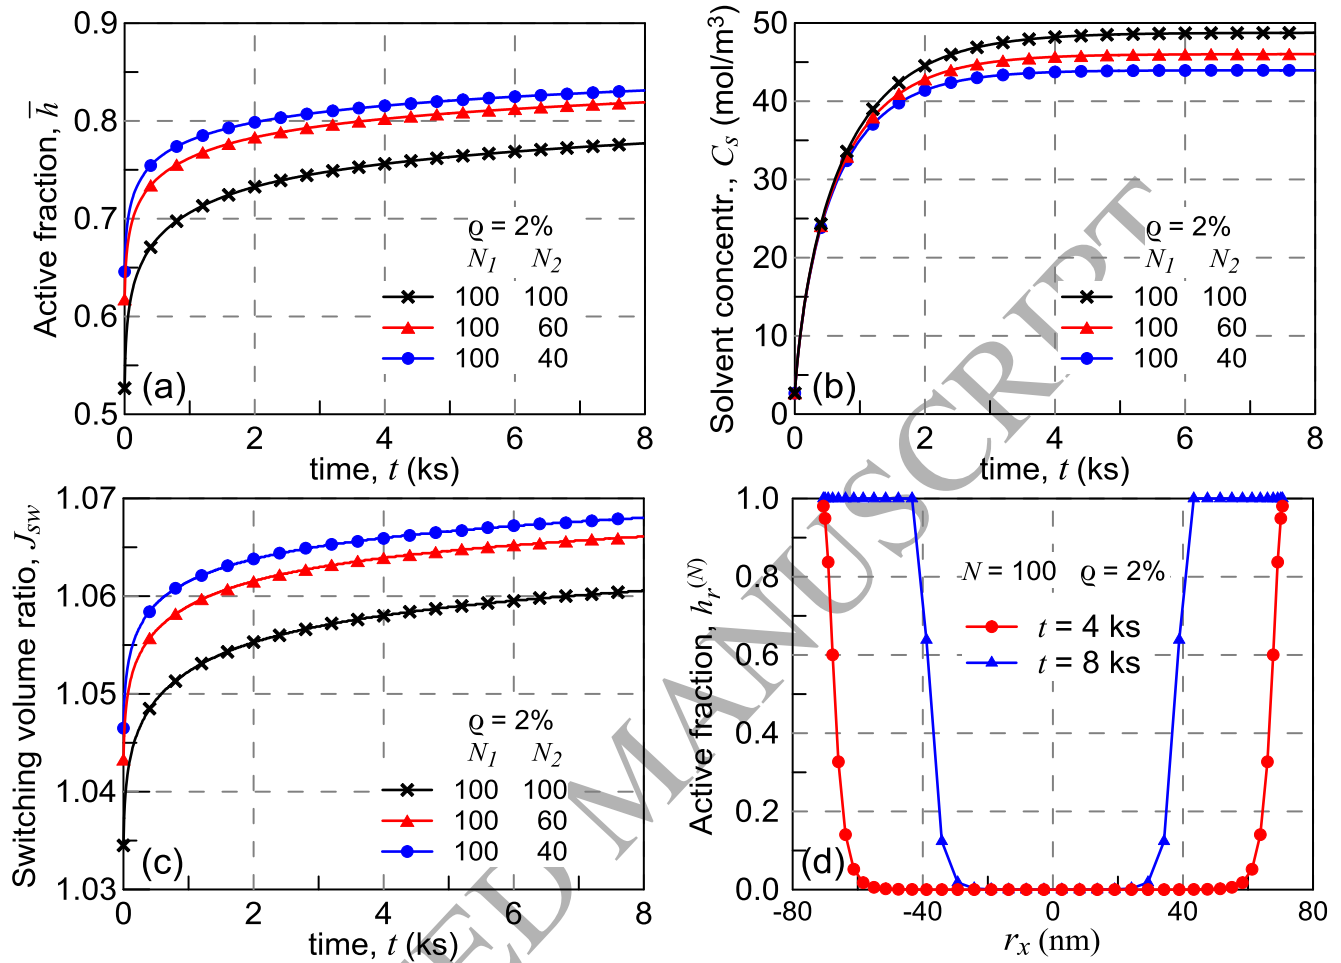 Active fraction, h̅
0.9
0.8
0.7
0.6
0.5
ϱ = 2%
N1 N2
100 100
100 60
100 40
(a)
0 2 4 6 8
time, t (ks)
Solvent concentr., Cs (mol/m³)
50
40
30
20
10
0
ϱ = 2%
N1 N2
100 100
100 60
100 40
(b)
0 2 4 6 8
time, t (ks)
Switching volume ratio, Jsw
1.07
1.06
1.05
1.04
1.03
ϱ = 2%
N1 N2
100 100
100 60
100 40
(c)
0 2 4 6 8
time, t (ks)
Active fraction, hr(N)
1.0
0.8
0.6
0.4
0.2
0.0
N = 100 ϱ = 2%
t = 4 ks
t = 8 ks
(d)
-80 -40 0 40 80
rx (nm)
ED MANUSCRIPT